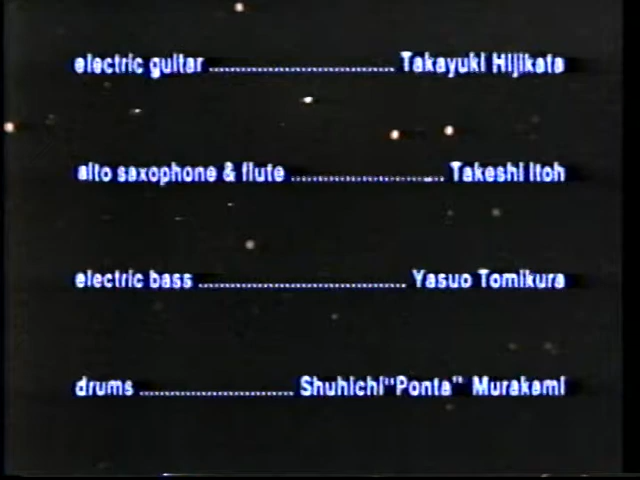 electric guitar ................................ Takayuki Hijikata
alto saxophone & flute .......................... Takeshi Itoh
electric bass ................................... Yasuo Tomikura
drums .......................... Shuhichi"Ponta" Murakami